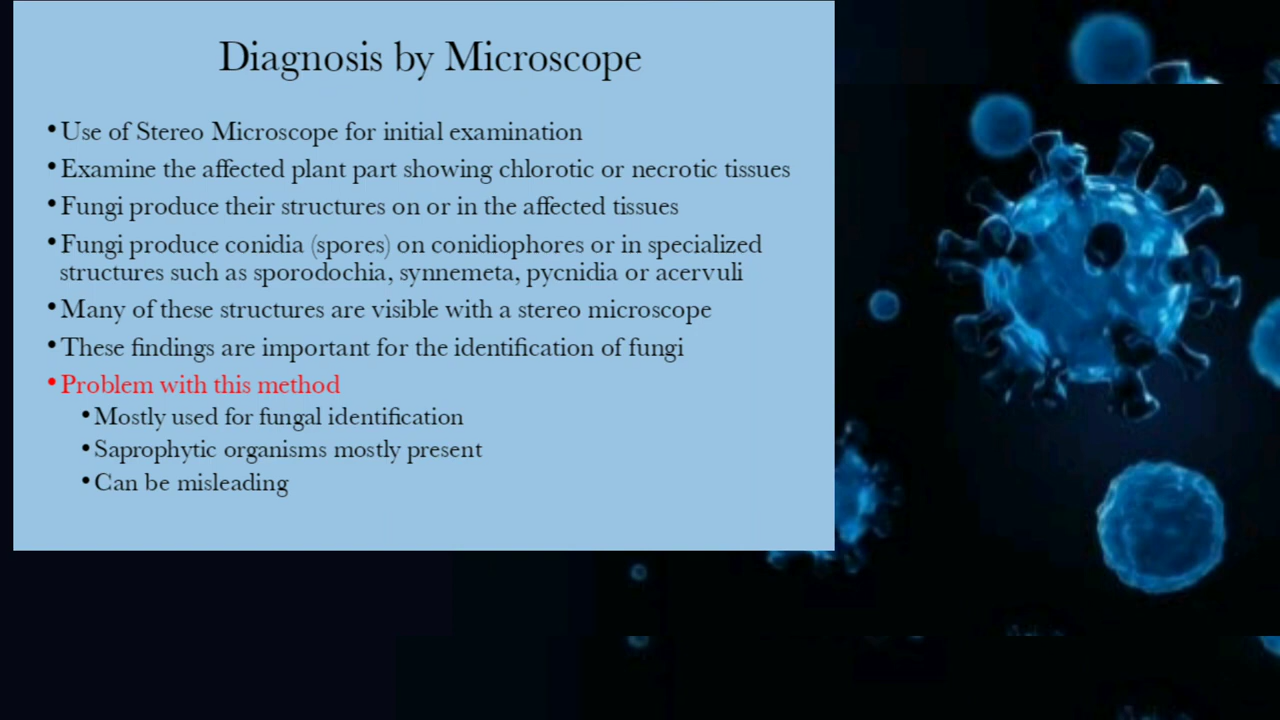 Diagnosis by Microscope
•Use of Stereo Microscope for initial examination
•Examine the affected plant part showing chlorotic or necrotic tissues
•Fungi produce their structures on or in the affected tissues
•Fungi produce conidia (spores) on conidiophores or in specialized
structures such as sporodochia, synnemeta, pycnidia or acervuli
•Many of these structures are visible with a stereo microscope
•These findings are important for the identification of fungi
•Problem with this method
•Mostly used for fungal identification
•Saprophytic organisms mostly present
•Can be misleading